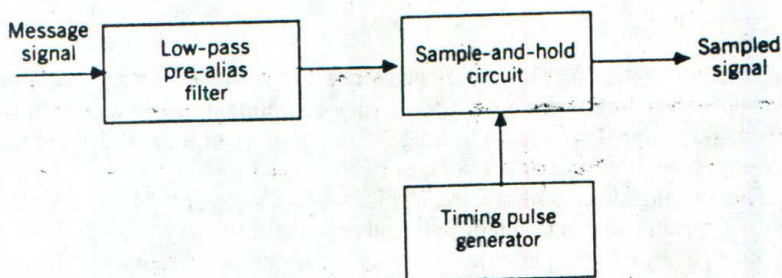 Message
signal
Low-pass
pre-alias
filter
Sample-and-hold
circuit
Sampled
signal
Timing pulse
generator